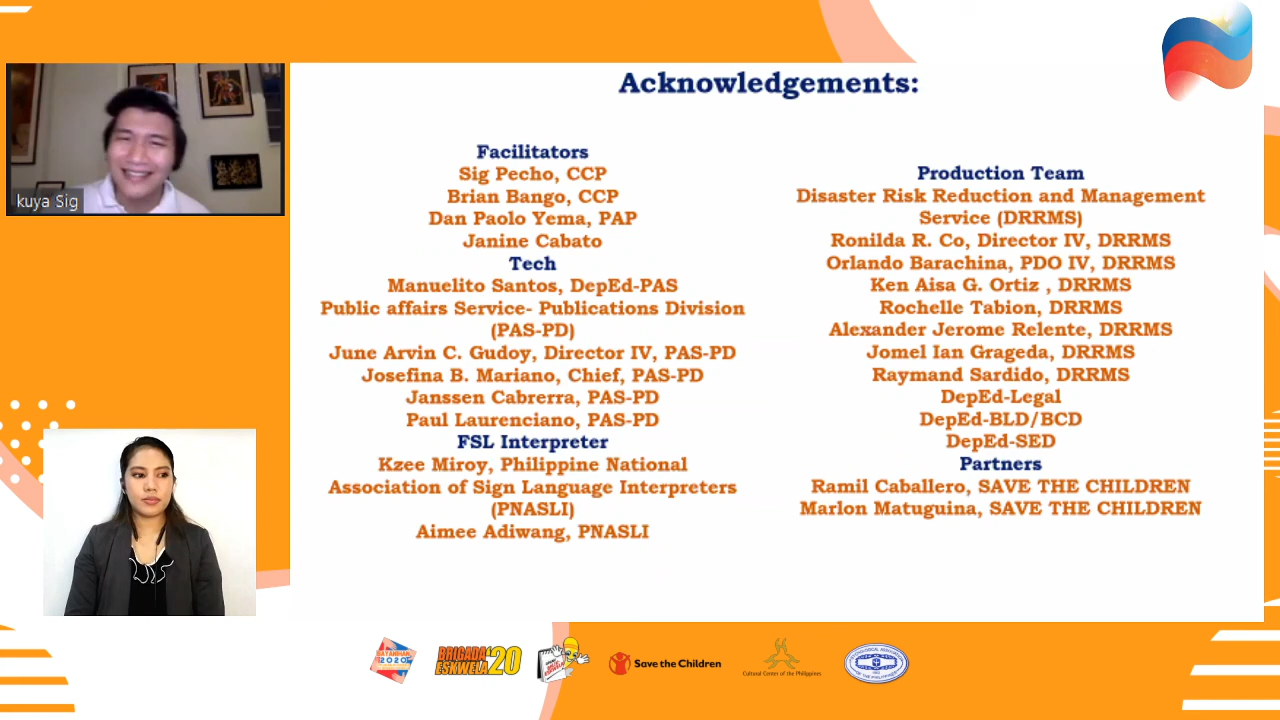 Acknowledgements:
kuya Sig
Facilitators
Sig Pecho, CCP
Brian Bango, CCP
Dan Paolo Yema, PAP
Janine Cabato
Tech
Manuelito Santos, DepEd-PAS
Public affairs Service- Publications Division
(PAS-PD)
June Arvin C. Gudoy, Director IV, PAS-PD
Josefina B. Mariano, Chief, PAS-PD
Janssen Cabrerra, PAS-PD
Paul Laurenciano, PAS-PD
FSL Interpreter
Kzee Miroy, Philippine National
Association of Sign Language Interpreters
(PNASLI)
Aimee Adiwang, PNASLI
Production Team
Disaster Risk Reduction and Management
Service (DRRMS)
Ronilda R. Co, Director IV, DRRMS
Orlando Barachina, PDO IV, DRRMS
Ken Aisa G. Ortiz , DRRMS
Rochelle Tabion, DRRMS
Alexander Jerome Relente, DRRMS
Jomel Ian Grageda, DRRMS
Raymand Sardido, DRRMS
DepEd-Legal
DepEd-BLD/BCD
DepEd-SED
Partners
Ramil Caballero, SAVE THE CHILDREN
Marlon Matuguina, SAVE THE CHILDREN
BAYANIHAN
2020
BRIGADA
ESKWELA '20
Save the Children
Cultural Center of the Philippines